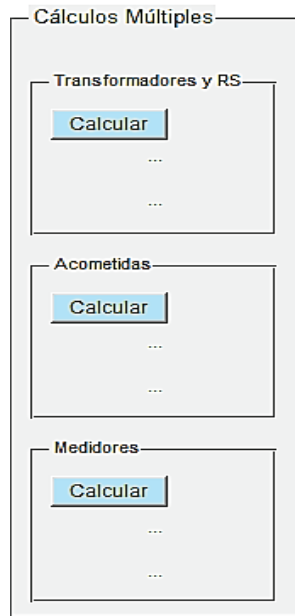 Cálculos Múltiples
Transformadores y RS
Calcular
...
...
Acometidas
Calcular
...
...
Medidores
Calcular
...
...